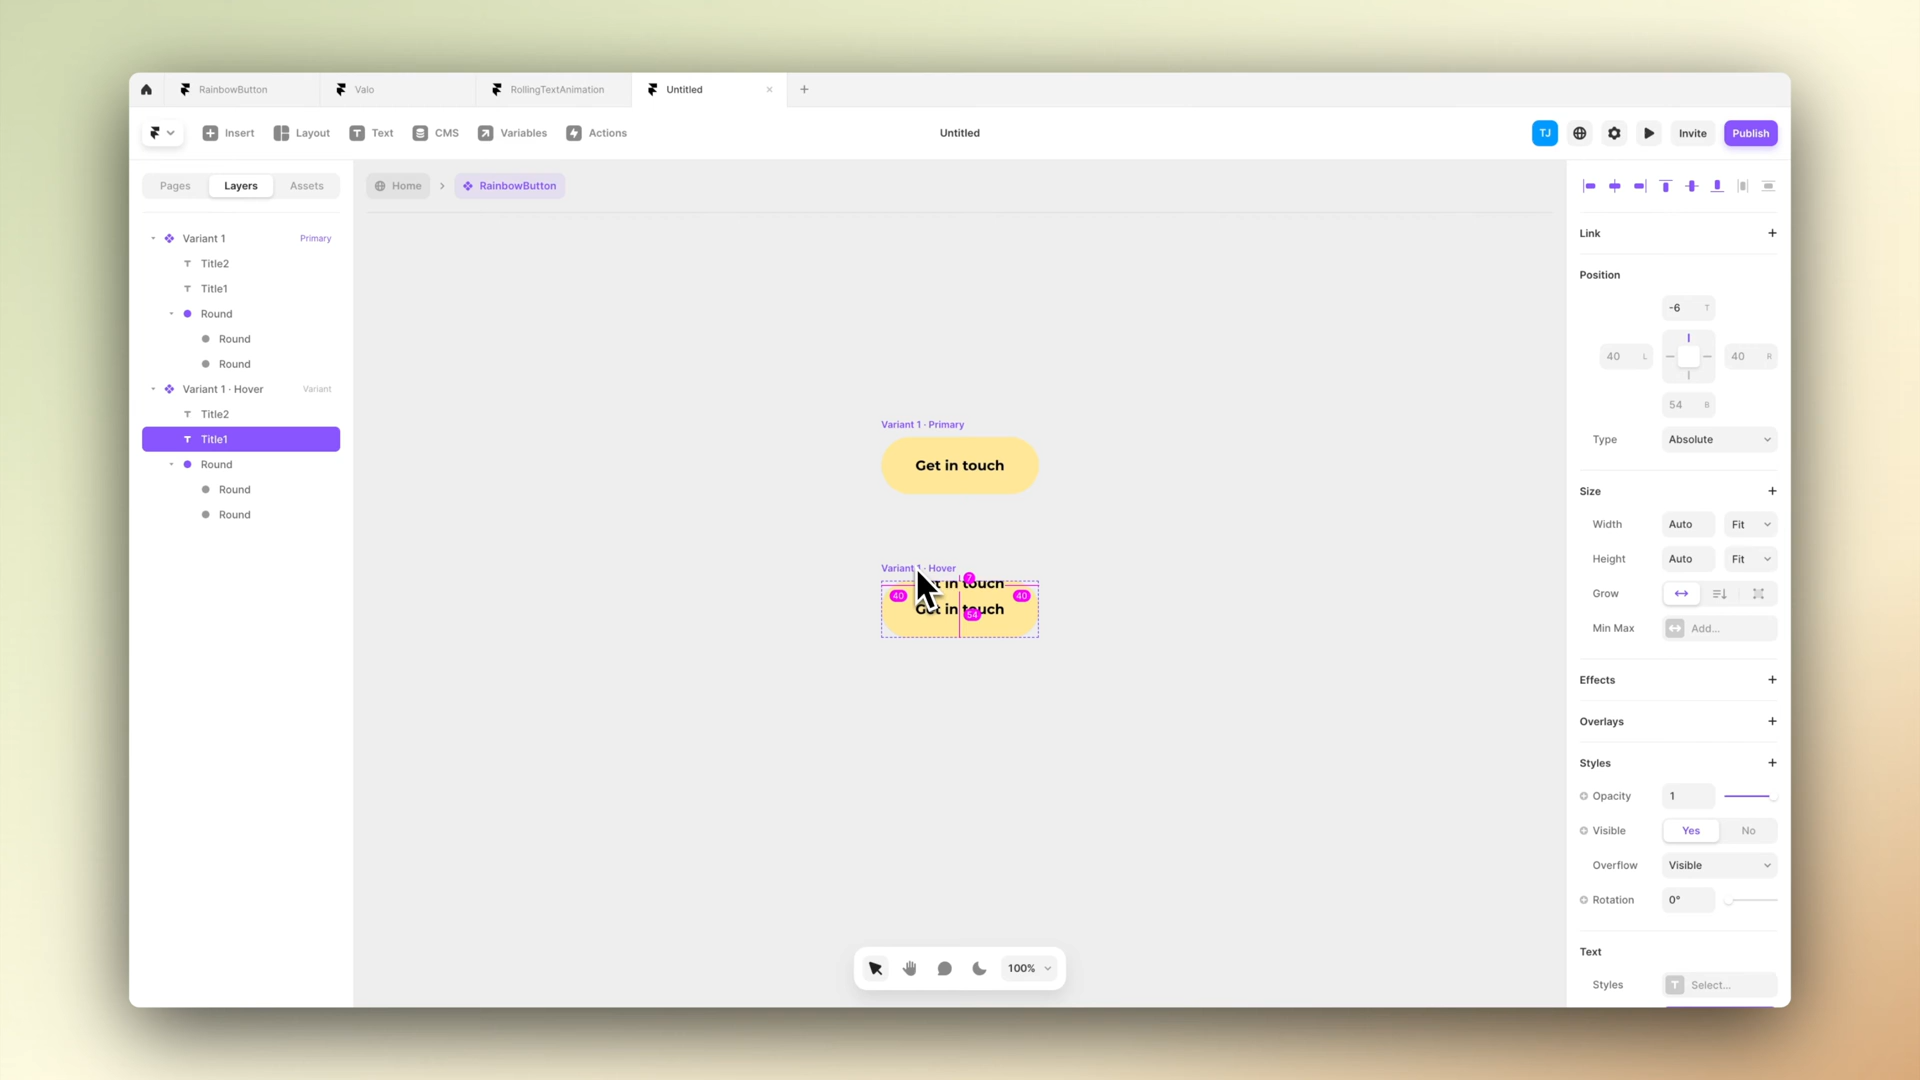 RainbowButton
Valo
RollingTextAnimation
Untitled
Insert
Layout
Text
CMS
Variables
Actions
Untitled
TJ
Invite
Publish
Pages
Layers
Assets
Home
RainbowButton
Variant 1
Primary
Title2
Title1
Round
Round
Round
Variant 1 · Hover
Variant
Title2
Title1
Round
Round
Round
Variant 1 · Primary
Get in touch
Variant 1 · Hover
in touch
7
40
40
Get in touch
54
100%
Link
Position
-6 T
40 L
40 R
54 B
Type
Absolute
Size
Width
Auto
Fit
Height
Auto
Fit
Grow
Min Max
Add...
Effects
Overlays
Styles
Opacity
1
Visible
Yes
No
Overflow
Visible
Rotation
0°
Text
Styles
T
Select...